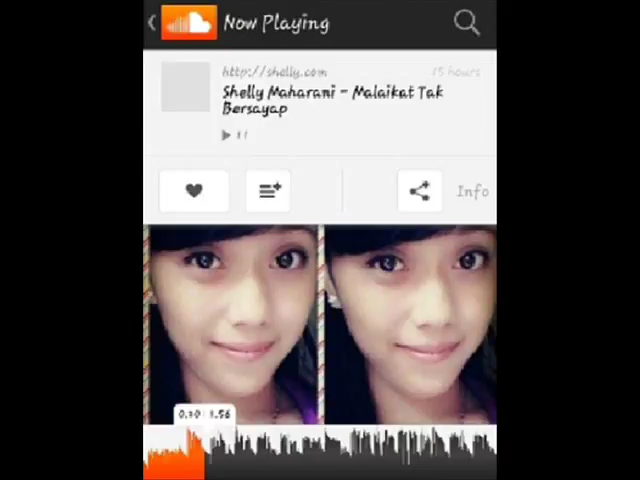 Now Playing
http://shelly.com
15 hours
Shelly Maharani - Malaikat Tak
Bersayap
Info